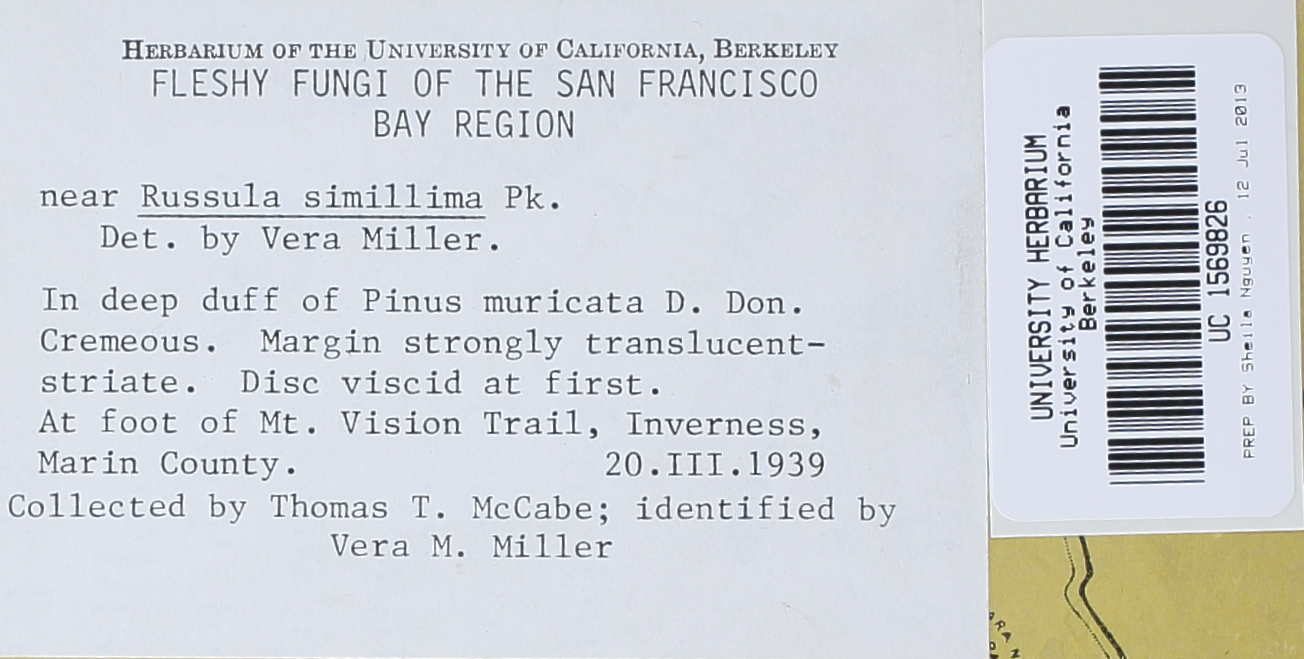 HERBARIUM OF THE UNIVERSITY OF CALIFORNIA, BERKELEY
FLESHY FUNGI OF THE SAN FRANCISCO
BAY REGION
near Russula simillima Pk.
Det. by Vera Miller.
In deep duff of Pinus muricata D. Don.
Cremeous. Margin strongly translucent-
striate. Disc viscid at first.
At foot of Mt. Vision Trail, Inverness,
Marin County. 20.III.1939
Collected by Thomas T. McCabe; identified by
Vera M. Miller
UNIVERSITY HERBARIUM
University of California
Berkeley
UC 1569826
PREP BY Sheila Nguyen , 12 Jul 2013